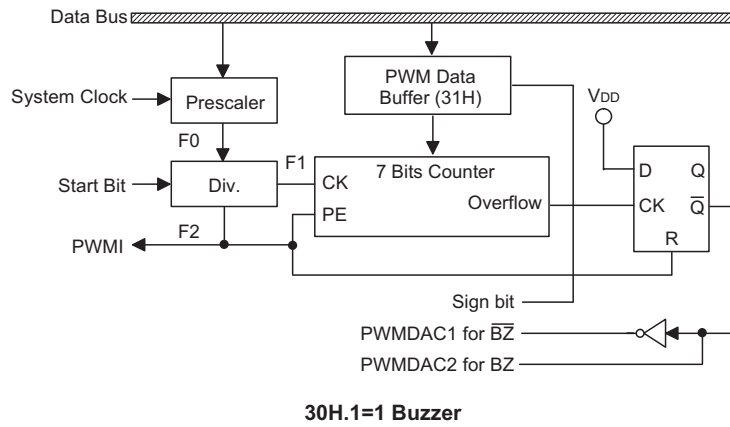 Data Bus
System Clock
Prescaler
PWM Data
Buffer (31H)
VDD
F0
Start Bit
Div.
F1
7 Bits Counter
CK
PE
Overflow
D
Q
CK
Q̅
R
F2
PWMI
Sign bit
PWMDAC1 for B̅Z̅
PWMDAC2 for BZ
30H.1=1 Buzzer